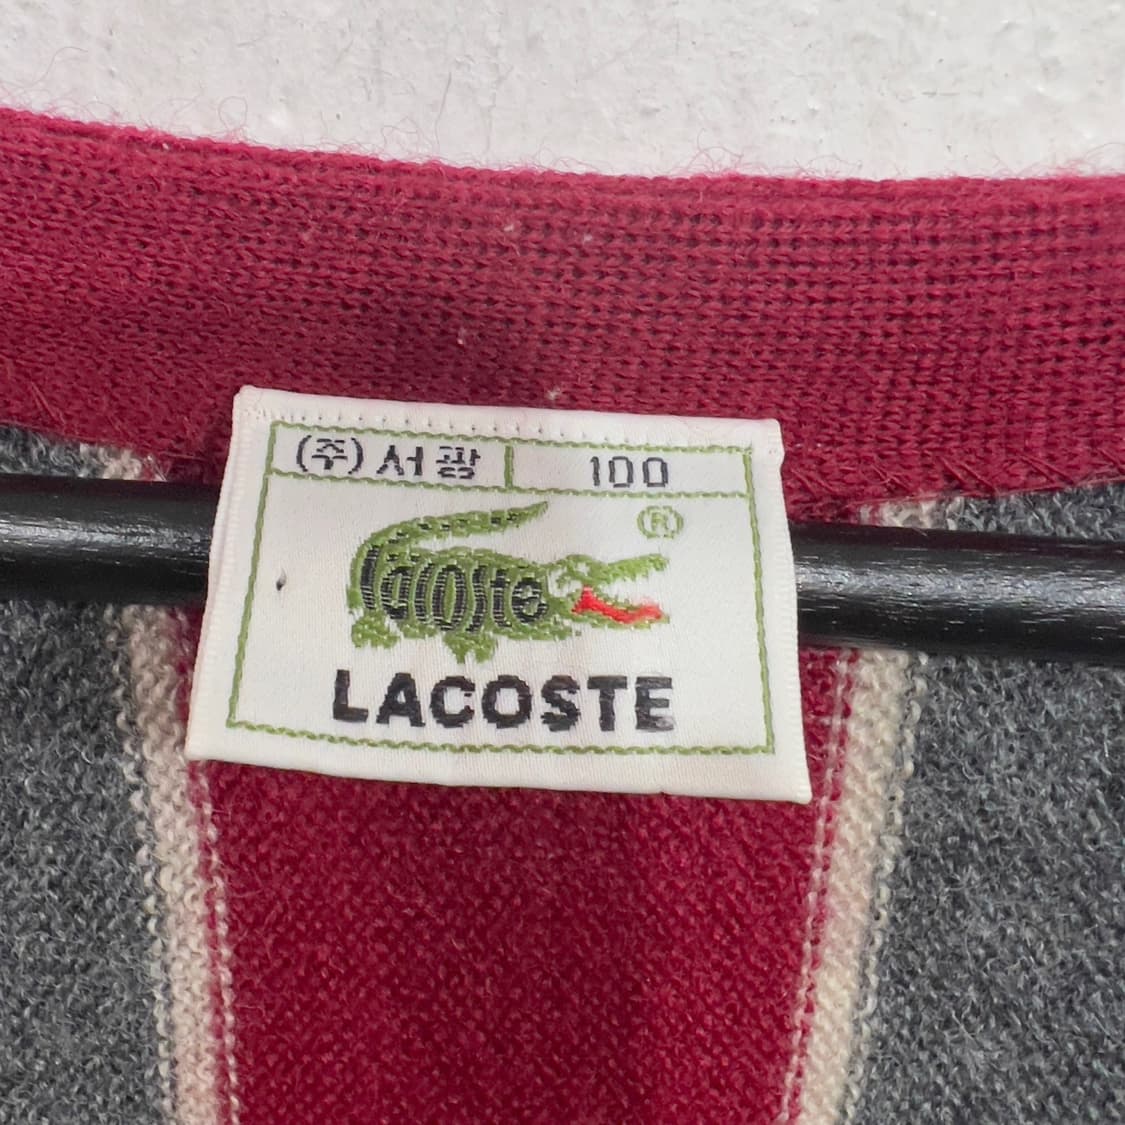 (주)서광 100
®
Lacoste
LACOSTE